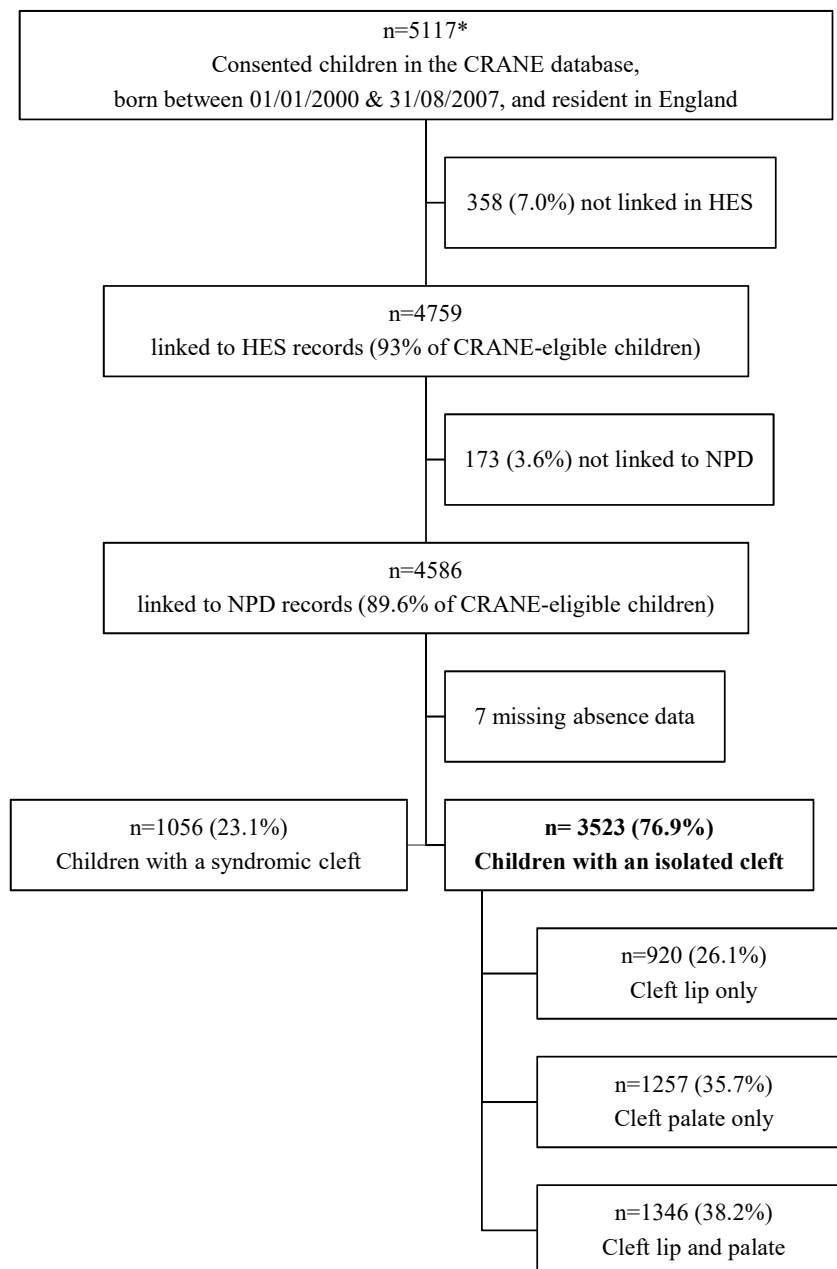 n=5117*
Consented children in the CRANE database,
born between 01/01/2000 & 31/08/2007, and resident in England
358 (7.0%) not linked in HES
n=4759
linked to HES records (93% of CRANE-elgible children)
173 (3.6%) not linked to NPD
n=4586
linked to NPD records (89.6% of CRANE-eligible children)
7 missing absence data
n=1056 (23.1%)
Children with a syndromic cleft
n= 3523 (76.9%)
Children with an isolated cleft
n=920 (26.1%)
Cleft lip only
n=1257 (35.7%)
Cleft palate only
n=1346 (38.2%)
Cleft lip and palate